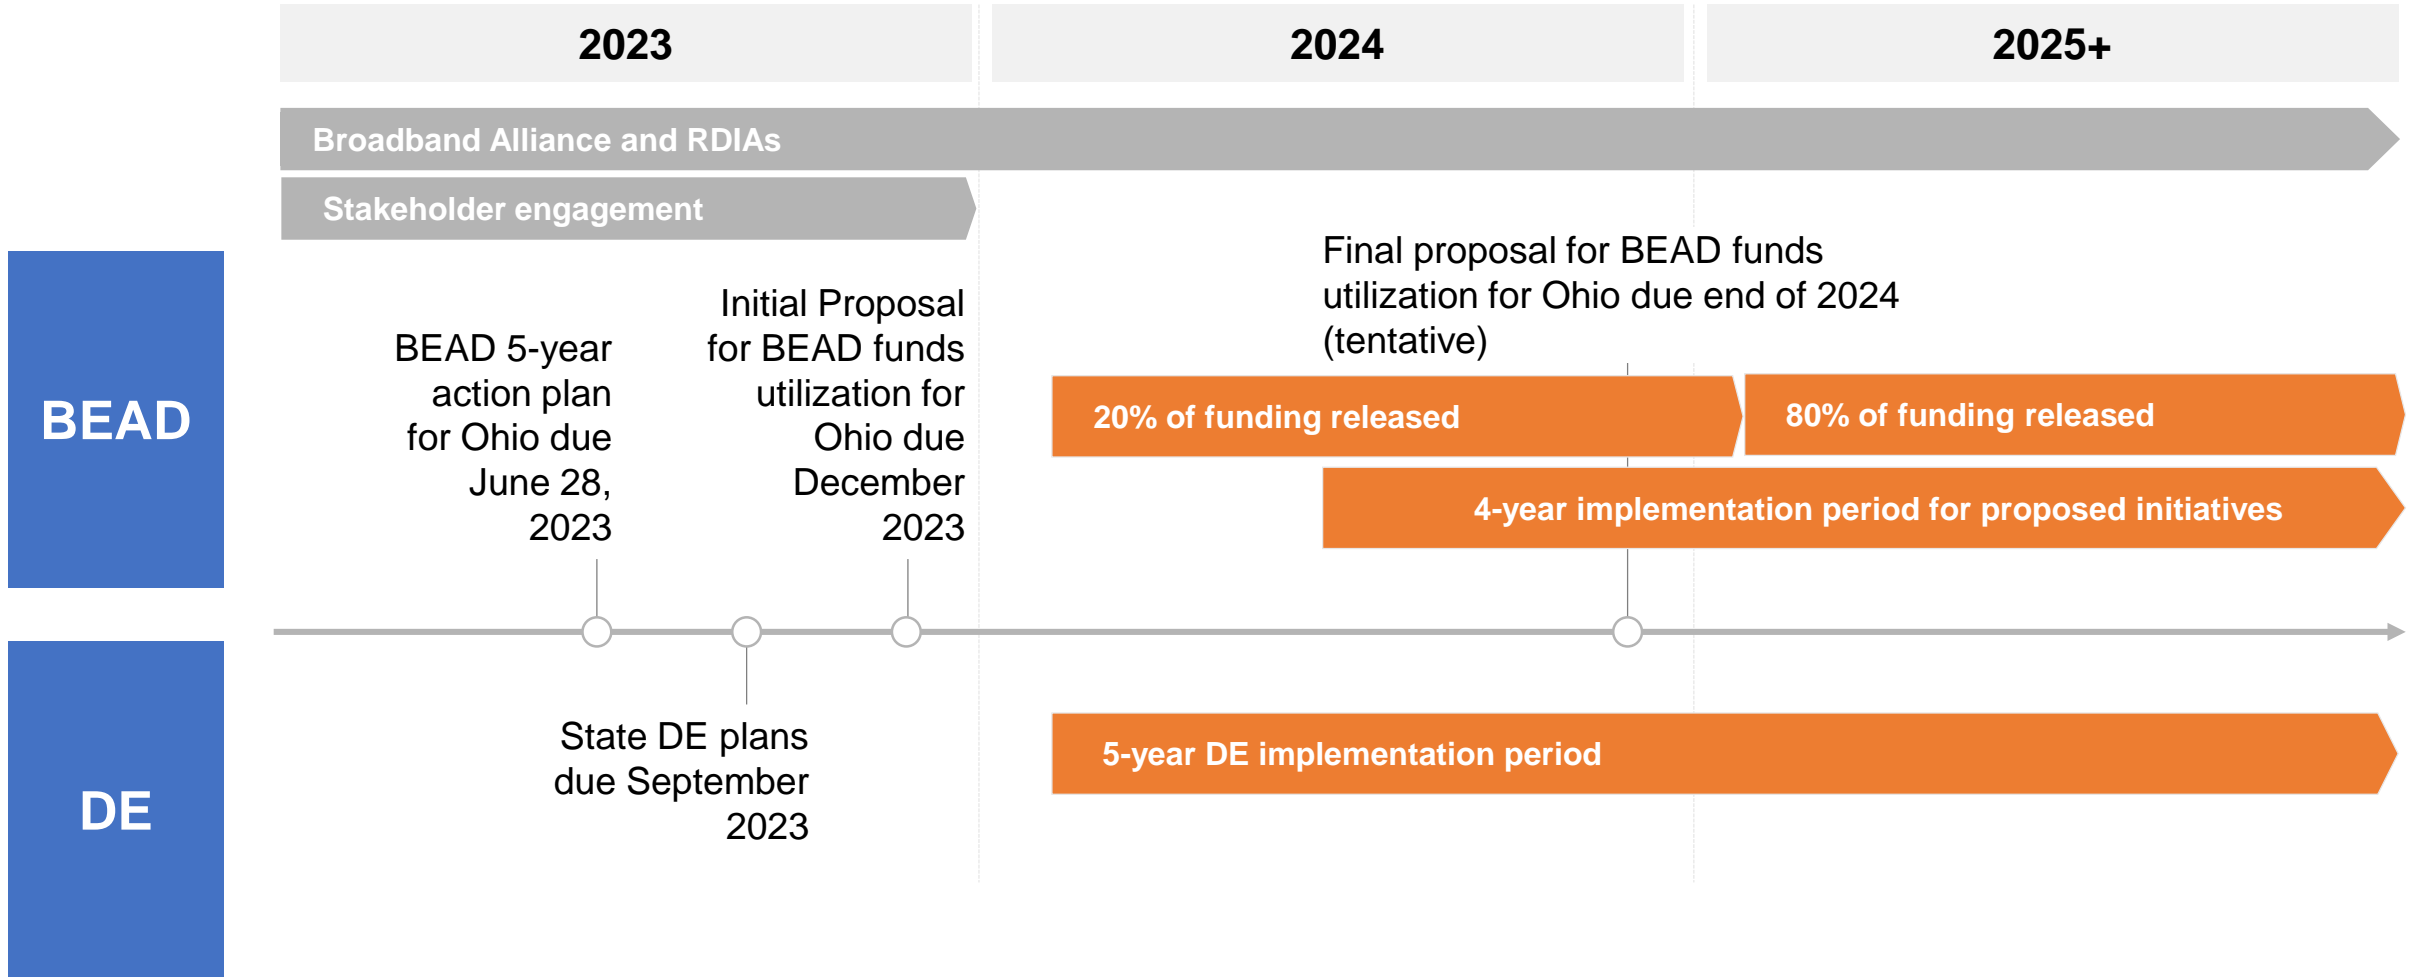 2023
2024
2025+
Broadband Alliance and RDIAs
Stakeholder engagement
BEAD
BEAD 5-year
action plan
for Ohio due
June 28,
2023
Initial Proposal
for BEAD funds
utilization for
Ohio due
December
2023
Final proposal for BEAD funds
utilization for Ohio due end of 2024
(tentative)
20% of funding released
80% of funding released
4-year implementation period for proposed initiatives
DE
State DE plans
due September
2023
5-year DE implementation period